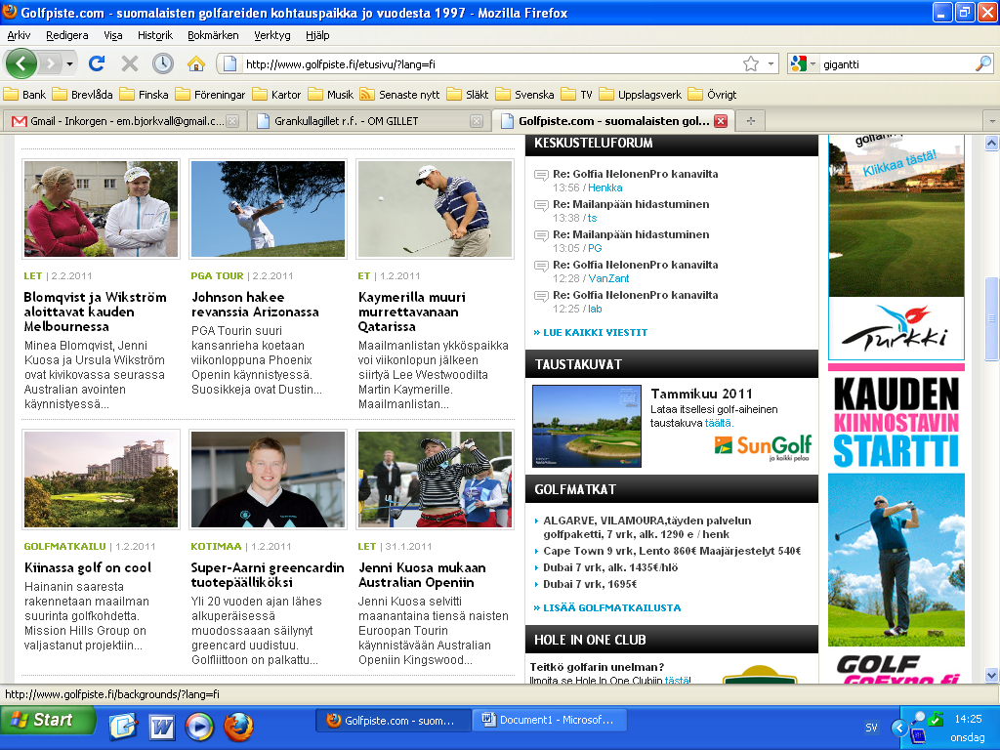 Golfpiste.com - suomalaisten golfareiden kohtauspaikka jo vuodesta 1997 - Mozilla Firefox
Arkiv Redigera Visa Historik Bokmärken Verktyg Hjälp
http://www.golfpiste.fi/etusivu/?lang=fi
gigantti
Bank Brevlåda Finska Föreningar Kartor Musik Senaste nytt Släkt Svenska TV Uppslagsverk Övrigt
Gmail - Inkorgen - em.bjorkvall@gmail.c...
Grankullagillet r.f. - OM GILLET
Golfpiste.com - suomalaisten gol...
LET | 2.2.2011
Blomqvist ja Wikström
aloittavat kauden
Melbournessa
Minea Blomqvist, Jenni
Kuosa ja Ursula Wikström
ovat kivikovassa seurassa
Australian avointen
käynnistyessä...
PGA TOUR | 2.2.2011
Johnson hakee
revanssia Arizonassa
PGA Tourin suuri
kansanrieha koetaan
viikonloppuna Phoenix
Openin käynnistyessä.
Suosikkeja ovat Dustin...
ET | 1.2.2011
Kaymerilla muuri
murrettavanaan
Qatarissa
Maailmanlistan ykköspaikka
voi viikonlopun jälkeen
siirtyä Lee Westwoodilta
Martin Kaymerille.
Maailmanlistan...
GOLFMATKAILU | 1.2.2011
Kiinassa golf on cool
Hainanin saaresta
rakennetaan maailman
suurinta golfkohdetta.
Mission Hills Group on
valjastanut projektiin...
KOTIMAA | 1.2.2011
Super-Aarni greencardin
tuotepäälliköksi
Yli 20 vuoden ajan lähes
alkuperäisessä
muodossaaan säilynyt
greencard uudistuu.
Golfliittoon on palkattu...
LET | 31.1.2011
Jenni Kuosa mukaan
Australian Openiin
Jenni Kuosa selvitti
maanantaina tiensä naisten
Euroopan Tourin
käynnistävään Australian
Openiin Kingswood...
KESKUSTELUFORUM
Re: Golfia NelonenPro kanavilta
13:56 / Henkka
Re: Mailanpään hidastuminen
13:38 / ts
Re: Mailanpään hidastuminen
13:05 / PG
Re: Golfia NelonenPro kanavilta
12:28 / VanZant
Re: Golfia NelonenPro kanavilta
12:25 / lab
» LUE KAIKKI VIESTIT
TAUSTAKUVAT
Tammikuu 2011
Lataa itsellesi golf-aiheinen
taustakuva täältä.
SunGolf
ja kaikki pelaa
GOLFMATKAT
ALGARVE, VILAMOURA,täyden palvelun
golfpaketti, 7 vrk, alk. 1290 e / henk
Cape Town 9 vrk, Lento 860€ Maajärjestelyt 540€
Dubai 7 vrk, alk. 1435€/hlö
Dubai 7 vrk, 1695€
» LISÄÄ GOLFMATKAILUSTA
HOLE IN ONE CLUB
Teitkö golfarin unelman?
Ilmoita se Hole In One Clubiin tästä!
Klikkaa tästä!
Turkki
KAUDEN
KIINNOSTAVIN
STARTTI
GOLF
GoExpo.fi
http://www.golfpiste.fi/backgrounds/?lang=fi
Start
Golfpiste.com - suom...
Document1 - Microsof...
SV
14:25
onsdag